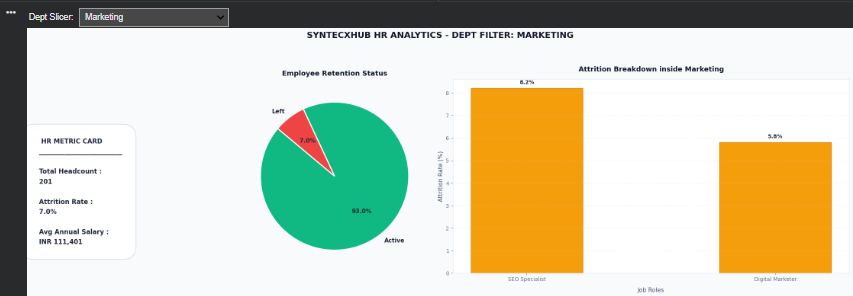 Dept Slicer: Marketing
SYNTECXHUB HR ANALYTICS - DEPT FILTER: MARKETING
HR METRIC CARD
Total Headcount :
201
Attrition Rate :
7.0%
Avg Annual Salary :
INR 111,401
Employee Retention Status
Left
7.0%
93.0%
Active
Attrition Breakdown inside Marketing
8.2%
5.8%
Attrition Rate (%)
8
7
6
5
4
3
2
1
0
SEO Specialist
Digital Marketer
Job Roles